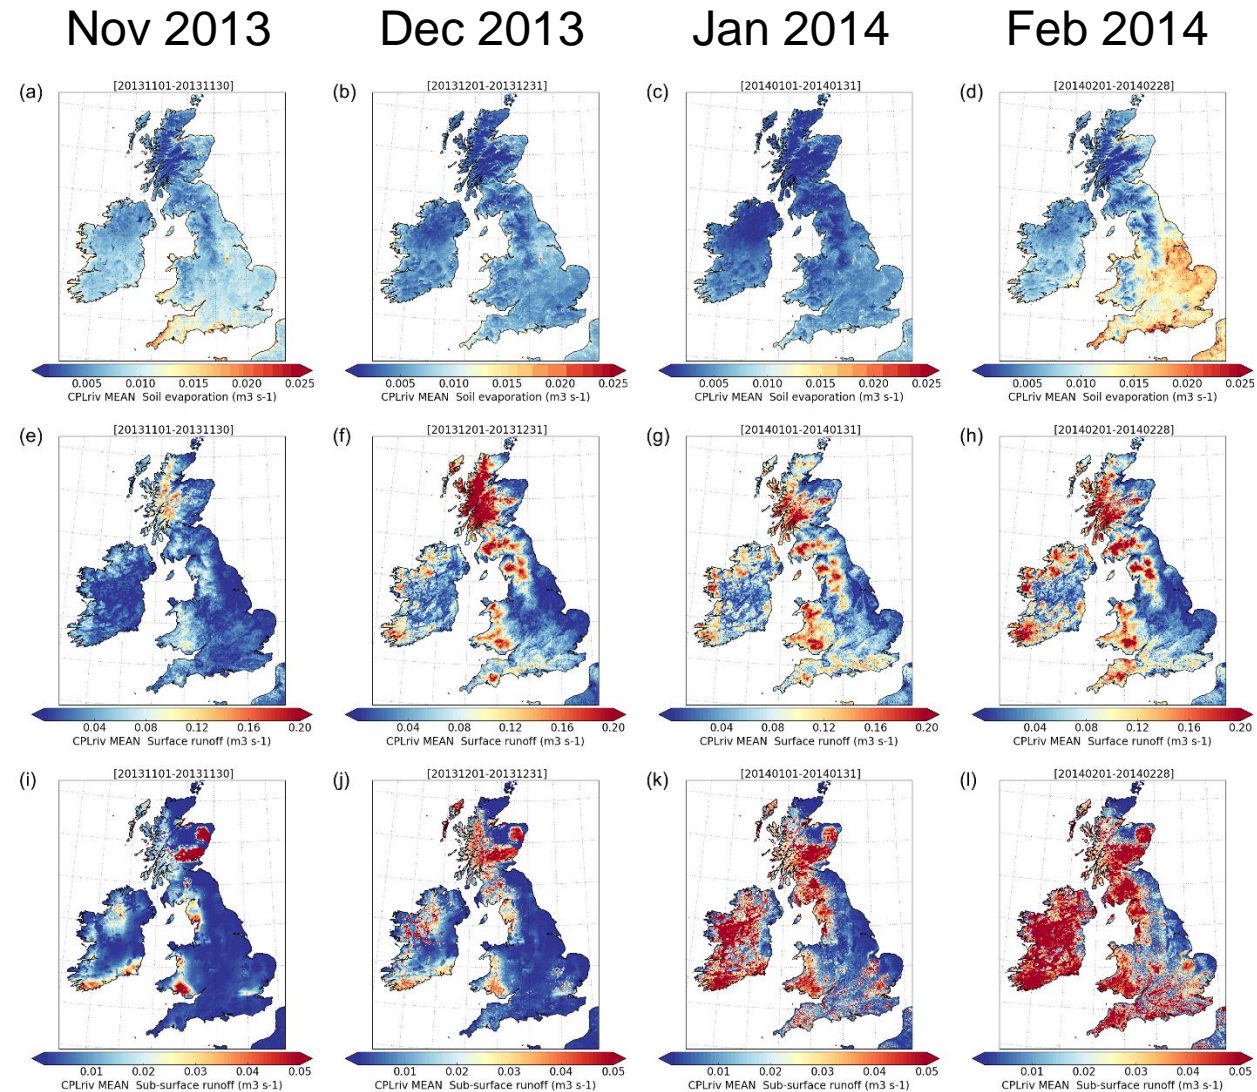 Nov 2013 Dec 2013 Jan 2014 Feb 2014
(a) [20131101-20131130] (b) [20131201-20131231] (c) [20140101-20140131] (d) [20140201-20140228]
0.005 0.010 0.015 0.020 0.025 0.005 0.010 0.015 0.020 0.025 0.005 0.010 0.015 0.020 0.025 0.005 0.010 0.015 0.020 0.025
CPLriv MEAN Soil evaporation (m3 s-1) CPLriv MEAN Soil evaporation (m3 s-1) CPLriv MEAN Soil evaporation (m3 s-1) CPLriv MEAN Soil evaporation (m3 s-1)
(e) [20131101-20131130] (f) [20131201-20131231] (g) [20140101-20140131] (h) [20140201-20140228]
0.04 0.08 0.12 0.16 0.20 0.04 0.08 0.12 0.16 0.20 0.04 0.08 0.12 0.16 0.20 0.04 0.08 0.12 0.16 0.20
CPLriv MEAN Surface runoff (m3 s-1) CPLriv MEAN Surface runoff (m3 s-1) CPLriv MEAN Surface runoff (m3 s-1) CPLriv MEAN Surface runoff (m3 s-1)
(i) [20131101-20131130] (j) [20131201-20131231] (k) [20140101-20140131] (l) [20140201-20140228]
0.01 0.02 0.03 0.04 0.05 0.01 0.02 0.03 0.04 0.05 0.01 0.02 0.03 0.04 0.05 0.01 0.02 0.03 0.04 0.05
CPLriv MEAN Sub-surface runoff (m3 s-1) CPLriv MEAN Sub-surface runoff (m3 s-1) CPLriv MEAN Sub-surface runoff (m3 s-1) CPLriv MEAN Sub-surface runoff (m3 s-1)